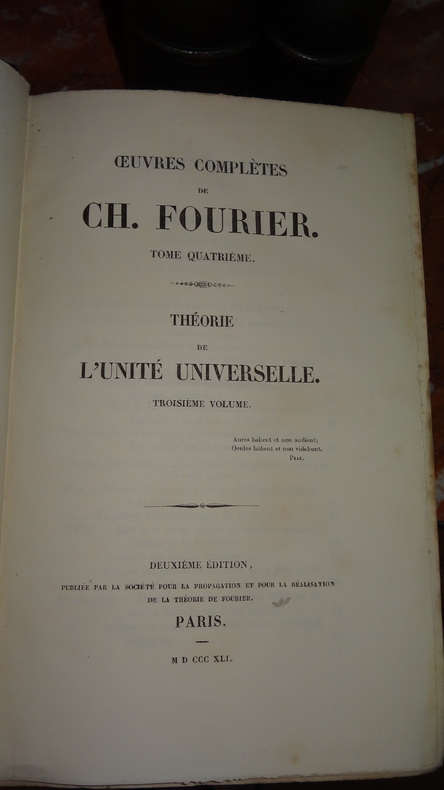 ŒUVRES COMPLÈTES
DE
CH. FOURIER.
TOME QUATRIÈME.
THÉORIE
DE
L'UNITÉ UNIVERSELLE.
TROISIÈME VOLUME.
Aures habent et non audient;
Oculos habent et non videbunt.
PSAL.
DEUXIÈME ÉDITION,
PUBLIÉE PAR LA SOCIÉTÉ POUR LA PROPAGATION ET POUR LA RÉALISATION
DE LA THÉORIE DE FOURIER.
PARIS.
M D CCC XLI.